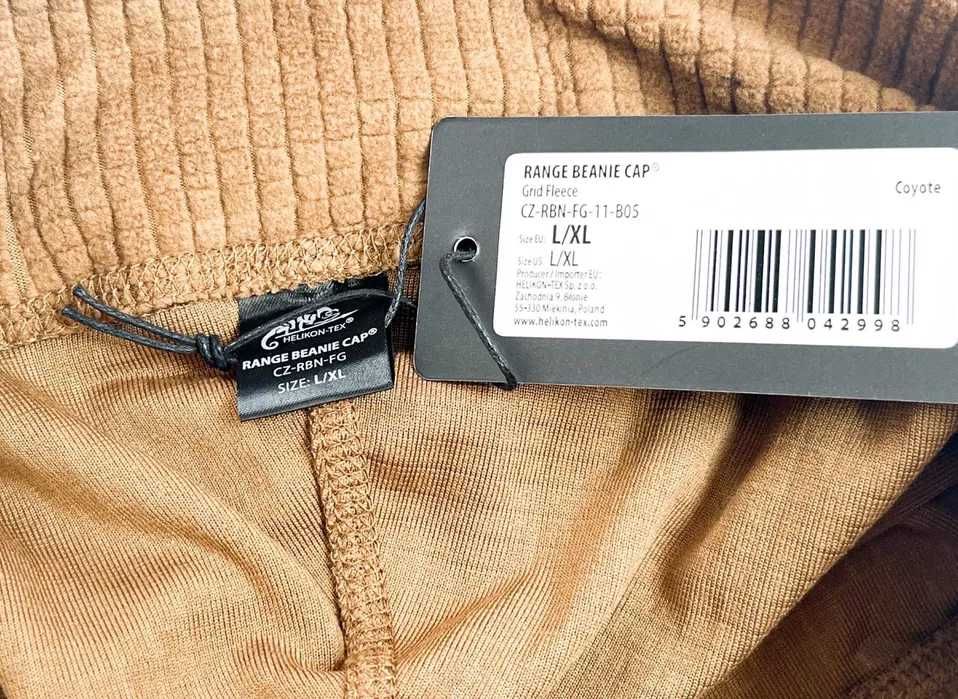 RANGE BEANIE CAP®
Grid Fleece
Coyote
CZ-RBN-FG-11-B05
Size EU: L/XL
Size US: L/XL
Producer / Importer EU:
HELIKON-TEX Sp. z o.o.
Zachodnia 9, Błonie
55-330 Miękinia, Poland
www.helikon-tex.com
5 902688 042998
HELIKON-TEX®
RANGE BEANIE CAP®
CZ-RBN-FG
SIZE: L/XL